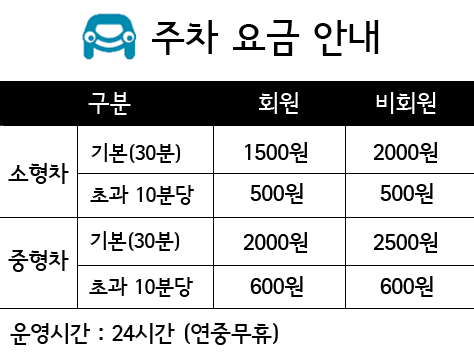 주차 요금 안내
구분 회원 비회원
소형차 기본(30분) 1500원 2000원
초과 10분당 500원 500원
중형차 기본(30분) 2000원 2500원
초과 10분당 600원 600원
운영시간 : 24시간 (연중무휴)